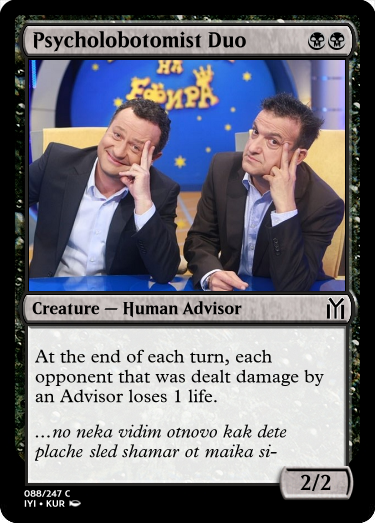 Psycholobotomist Duo
НА
ЕФИРА
Creature — Human Advisor
At the end of each turn, each
opponent that was dealt damage by
an Advisor loses 1 life.
…no neka vidim otnovo kak dete
plache sled shamar ot maika si-
2/2
088/247 C
IYI • KUR